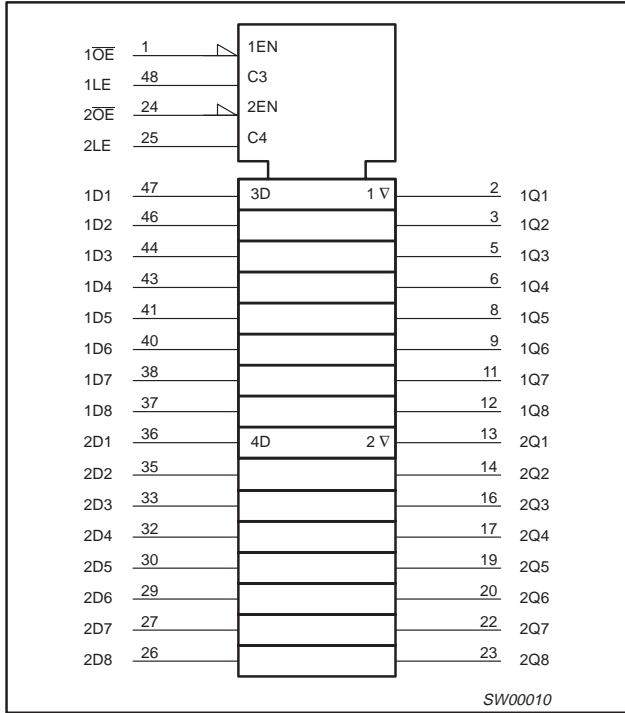 1O̅E̅ 1 1EN
1LE 48 C3
2O̅E̅ 24 2EN
2LE 25 C4
1D1 47 3D 1 ∇ 2 1Q1
1D2 46 3 1Q2
1D3 44 5 1Q3
1D4 43 6 1Q4
1D5 41 8 1Q5
1D6 40 9 1Q6
1D7 38 11 1Q7
1D8 37 12 1Q8
2D1 36 4D 2 ∇ 13 2Q1
2D2 35 14 2Q2
2D3 33 16 2Q3
2D4 32 17 2Q4
2D5 30 19 2Q5
2D6 29 20 2Q6
2D7 27 22 2Q7
2D8 26 23 2Q8
SW00010